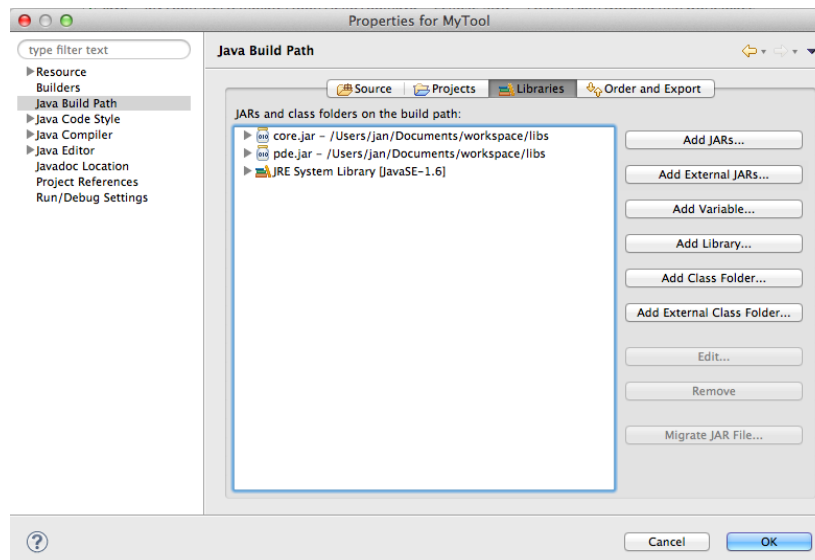 Properties for MyTool
type filter text
Resource
Builders
Java Build Path
Java Code Style
Java Compiler
Java Editor
Javadoc Location
Project References
Run/Debug Settings
Java Build Path
Source
Projects
Libraries
Order and Export
JARs and class folders on the build path:
core.jar – /Users/jan/Documents/workspace/libs
pde.jar – /Users/jan/Documents/workspace/libs
JRE System Library [JavaSE-1.6]
Add JARs...
Add External JARs...
Add Variable...
Add Library...
Add Class Folder...
Add External Class Folder...
Edit...
Remove
Migrate JAR File...
?
Cancel
OK